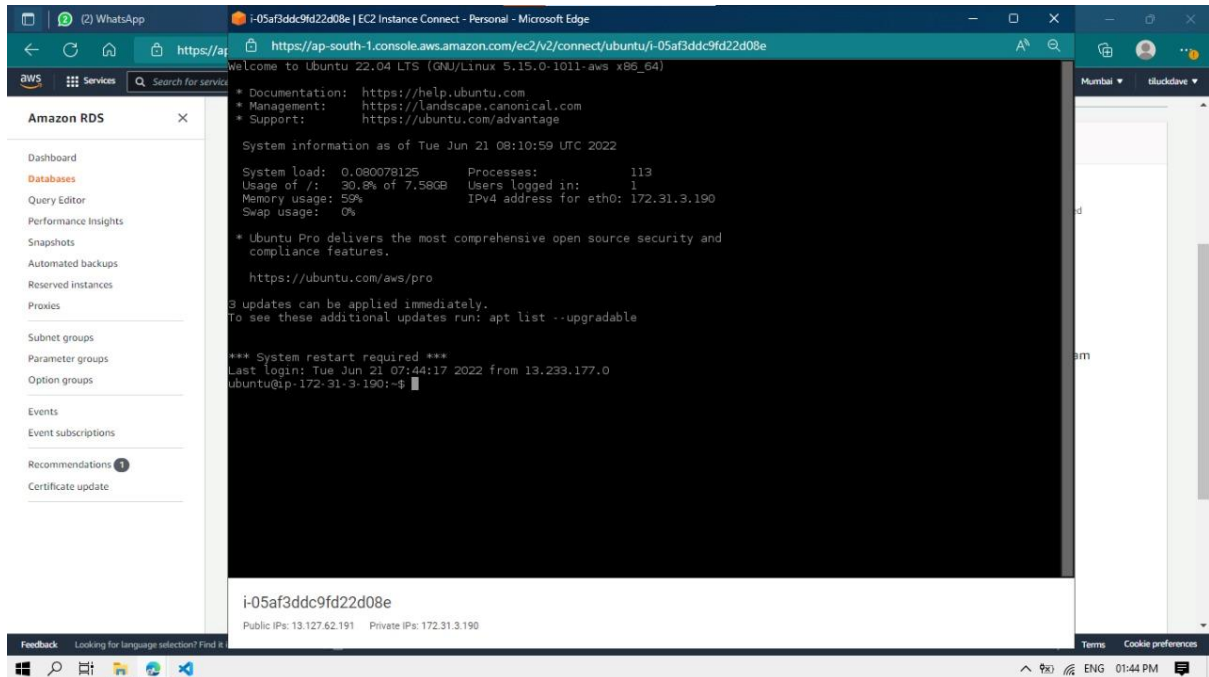 (2) WhatsApp
i-05af3ddc9fd22d08e | EC2 Instance Connect - Personal - Microsoft Edge
https://ap
https://ap-south-1.console.aws.amazon.com/ec2/v2/connect/ubuntu/i-05af3ddc9fd22d08e
aws
Services
Search for service
Mumbai
tiluckdave
Amazon RDS
Dashboard
Databases
Query Editor
Performance Insights
Snapshots
Automated backups
Reserved instances
Proxies
Subnet groups
Parameter groups
Option groups
Events
Event subscriptions
Recommendations 1
Certificate update
Welcome to Ubuntu 22.04 LTS (GNU/Linux 5.15.0-1011-aws x86_64)
* Documentation: https://help.ubuntu.com
* Management: https://landscape.canonical.com
* Support: https://ubuntu.com/advantage
System information as of Tue Jun 21 08:10:59 UTC 2022
System load: 0.080078125 Processes: 113
Usage of /: 30.8% of 7.58GB Users logged in: 1
Memory usage: 59% IPv4 address for eth0: 172.31.3.190
Swap usage: 0%
* Ubuntu Pro delivers the most comprehensive open source security and
compliance features.
https://ubuntu.com/aws/pro
3 updates can be applied immediately.
To see these additional updates run: apt list --upgradable
*** System restart required ***
Last login: Tue Jun 21 07:44:17 2022 from 13.233.177.0
ubuntu@ip-172-31-3-190:~$
i-05af3ddc9fd22d08e
Public IPs: 13.127.62.191 Private IPs: 172.31.3.190
Feedback Looking for language selection? Find it
Terms Cookie preferences
ENG 01:44 PM